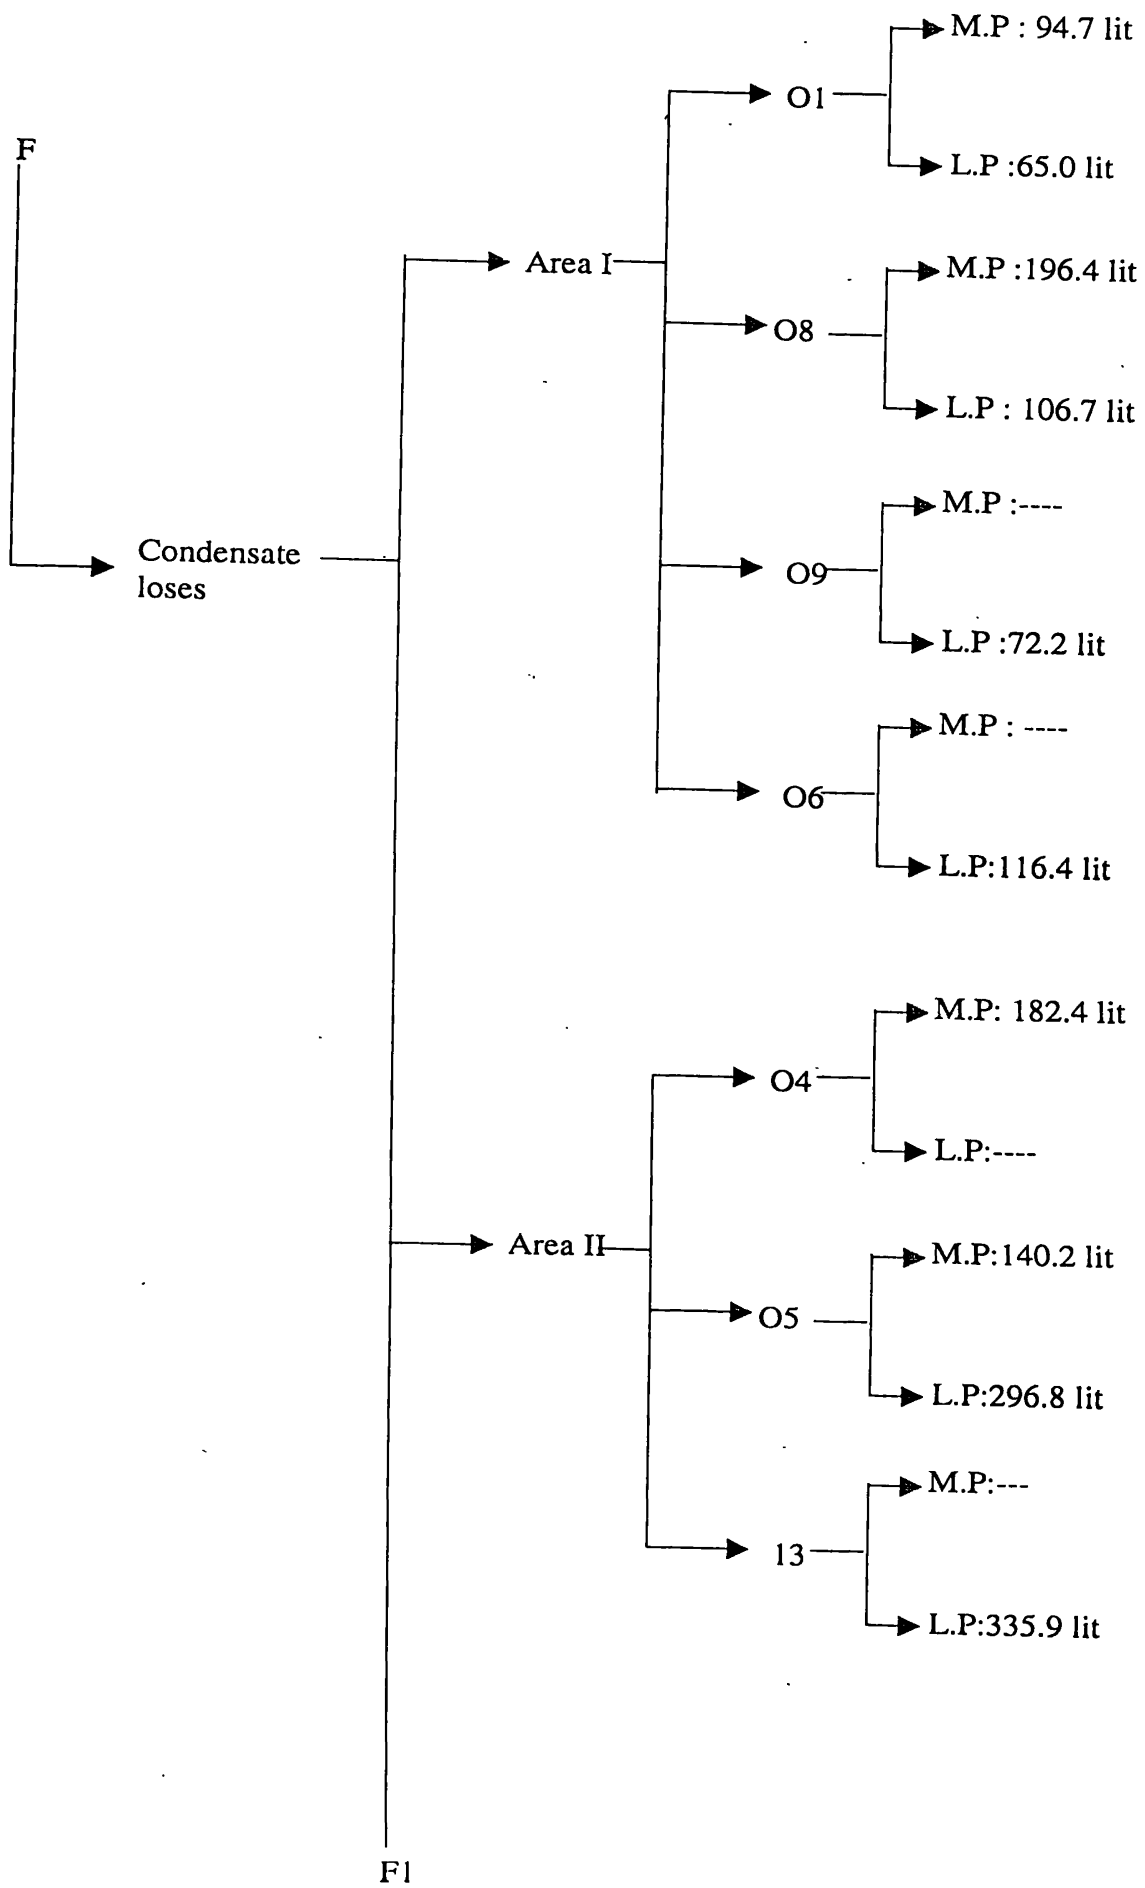 F
Condensate
loses
Area I
O1
M.P : 94.7 lit
L.P :65.0 lit
O8
M.P :196.4 lit
L.P : 106.7 lit
O9
M.P :----
L.P :72.2 lit
O6
M.P : ----
L.P:116.4 lit
Area II
O4
M.P: 182.4 lit
L.P:----
O5
M.P:140.2 lit
L.P:296.8 lit
13
M.P:---
L.P:335.9 lit
F1